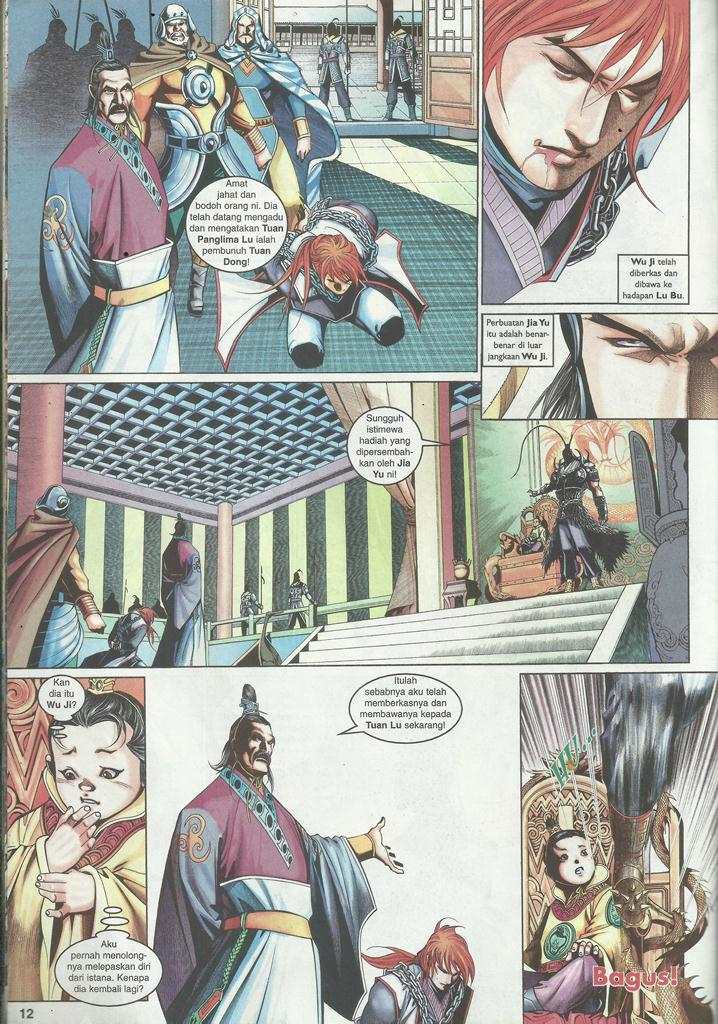 Amat
jahat dan
bodoh orang ni. Dia
telah datang mengadu
dan mengatakan Tuan
Panglima Lu ialah
pembunuh Tuan
Dong!
Wu Ji telah
diberkas dan
dibawa ke
hadapan Lu Bu.
Perbuatan Jia Yu
itu adalah benar-
benar di luar
jangkaan Wu Ji.
Sungguh
istimewa
hadiah yang
dipersembah-
kan oleh Jia
Yu ni!
Kan
dia itu
Wu Ji?
Aku
pernah menolong-
nya melepaskan diri
dari istana. Kenapa
dia kembali lagi?
Itulah
sebabnya aku telah
memberkasnya dan
membawanya kepada
Tuan Lu sekarang!
Bagus!
12